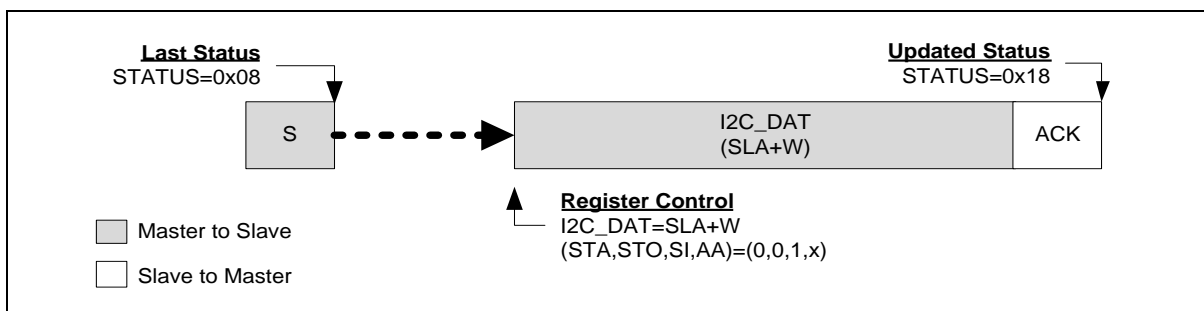 Last Status
STATUS=0x08
Updated Status
STATUS=0x18
S
I2C_DAT
(SLA+W)
ACK
Register Control
I2C_DAT=SLA+W
(STA,STO,SI,AA)=(0,0,1,x)
Master to Slave
Slave to Master